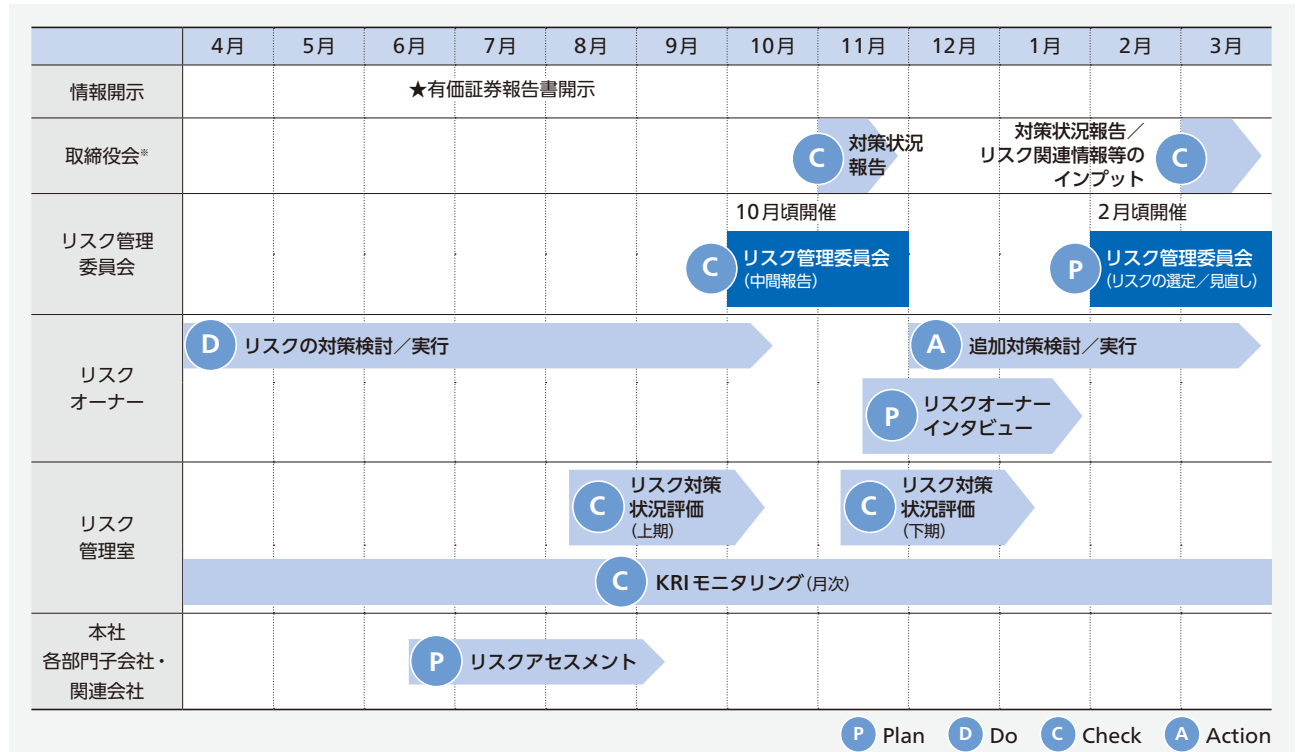 4月 5月 6月 7月 8月 9月 10月 11月 12月 1月 2月 3月
情報開示
★有価証券報告書開示
取締役会※
C 対策状況
報告
対策状況報告／
リスク関連情報等の
インプット
C
リスク管理
委員会
10月頃開催
C リスク管理委員会
(中間報告)
2月頃開催
P リスク管理委員会
(リスクの選定／見直し)
リスク
オーナー
D リスクの対策検討／実行
A 追加対策検討／実行
P リスクオーナー
インタビュー
リスク
管理室
C リスク対策
状況評価
(上期)
C リスク対策
状況評価
(下期)
C KRIモニタリング(月次)
本社
各部門子会社・
関連会社
P リスクアセスメント
P Plan D Do C Check A Action